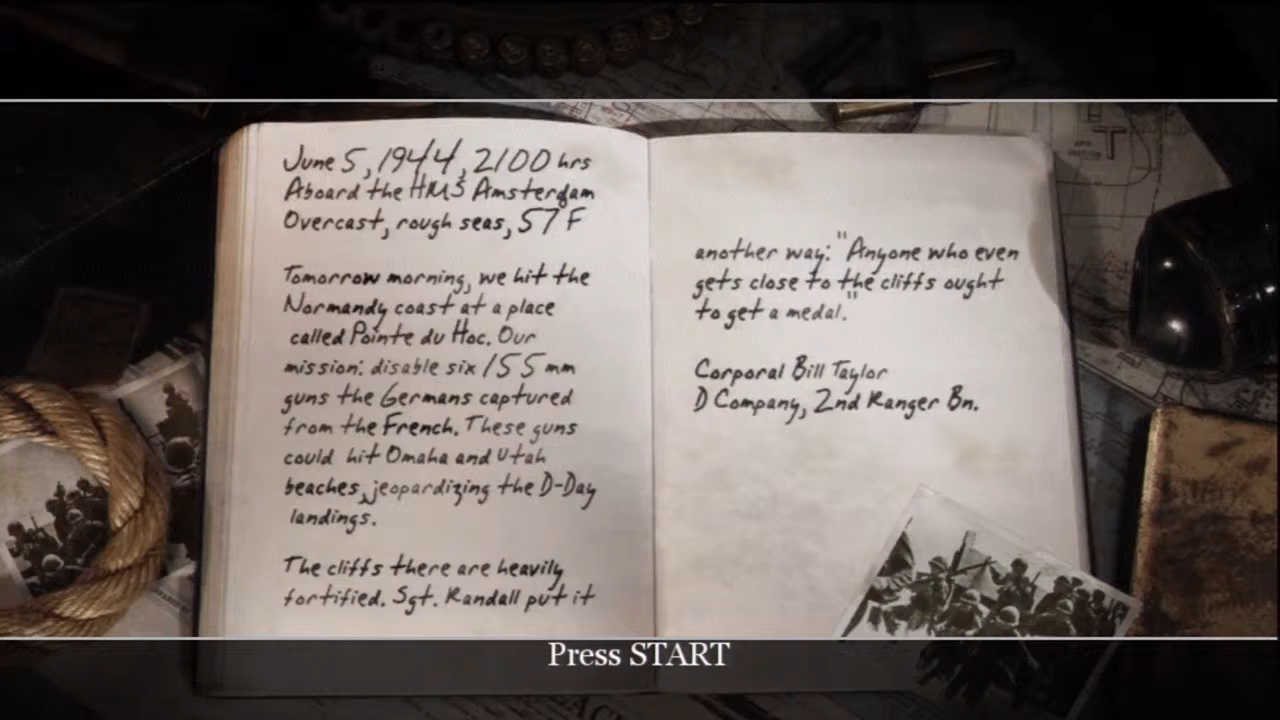 June 5, 1944, 2100 hrs
Aboard the HMS Amsterdam
Overcast, rough seas, 57 F
Tomorrow morning, we hit the
Normandy coast at a place
called Pointe du Hoc. Our
mission: disable six 155 mm
guns the Germans captured
from the French. These guns
could hit Omaha and Utah
beaches, jeopardizing the D-Day
landings.
The cliffs there are heavily
fortified. Sgt. Randall put it
another way: "Anyone who even
gets close to the cliffs ought
to get a medal."
Corporal Bill Taylor
D Company, 2nd Ranger Bn.
Press START